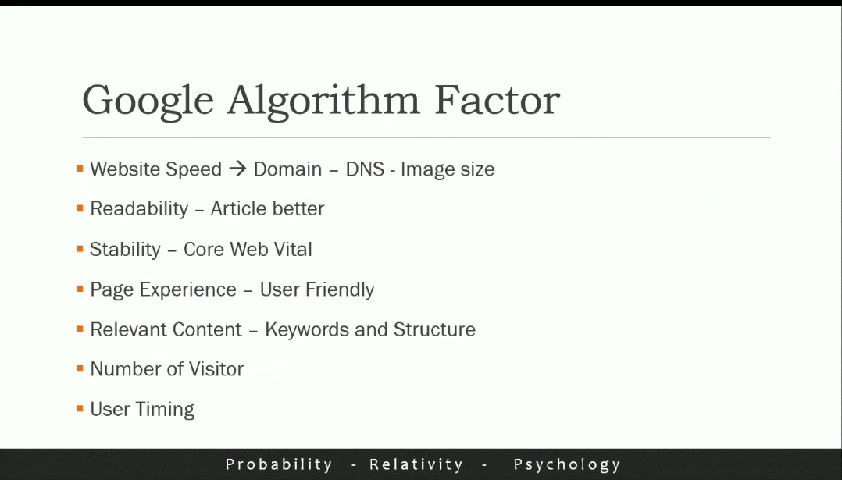 Google Algorithm Factor
Website Speed → Domain – DNS - Image size
Readability – Article better
Stability – Core Web Vital
Page Experience – User Friendly
Relevant Content – Keywords and Structure
Number of Visitor
User Timing
Probability - Relativity - Psychology